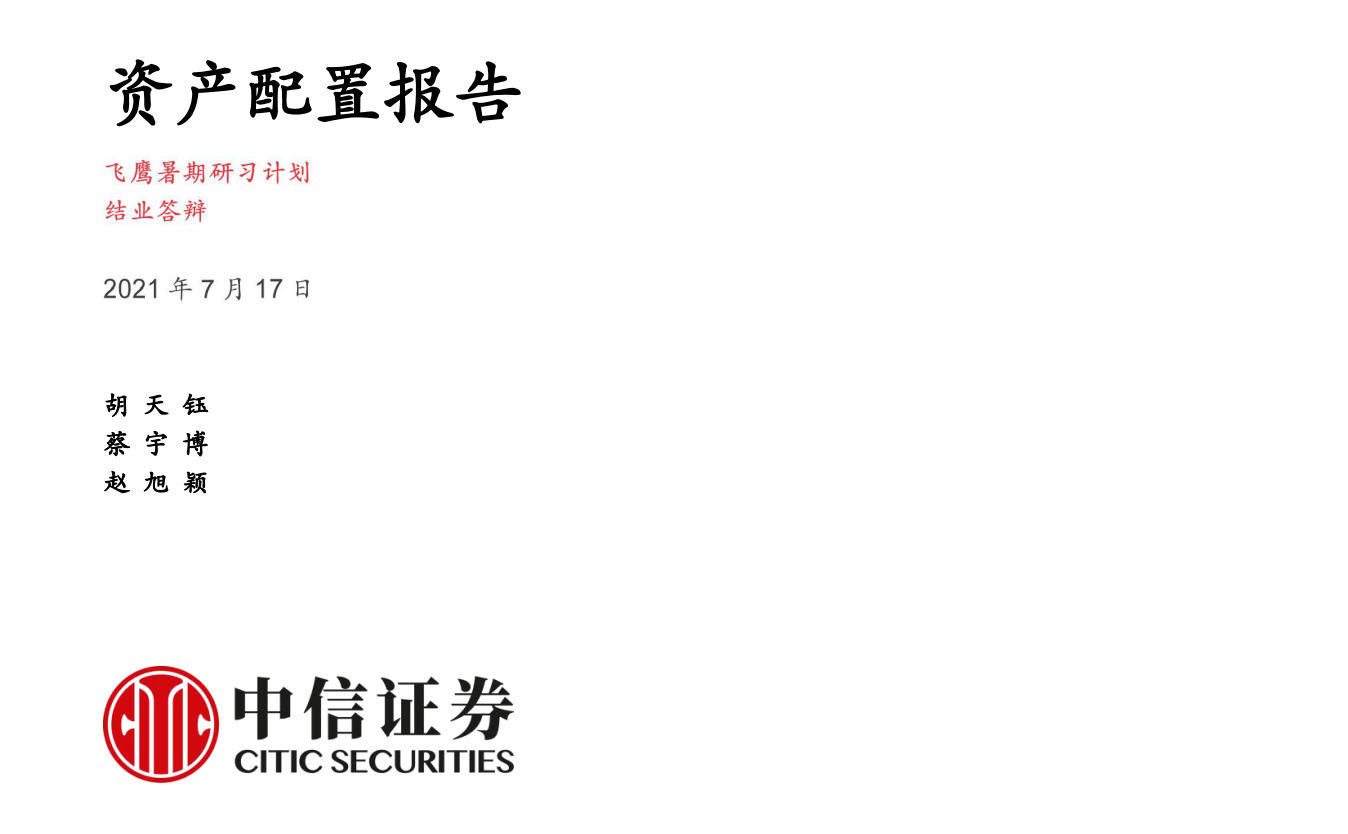 资产配置报告
飞鹰暑期研习计划
结业答辩
2021 年 7 月 17 日
胡 天 钰
蔡 宇 博
赵 旭 颖
中信证券
CITIC SECURITIES